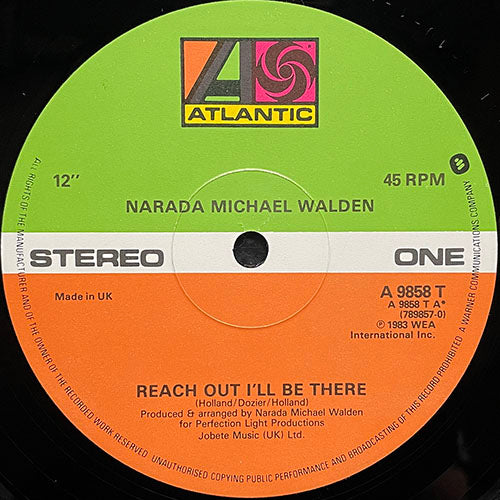 ATLANTIC
12"
45 RPM
NARADA MICHAEL WALDEN
STEREO
ONE
Made in UK
A 9858 T
A 9858 T A*
(789857-0)
Ⓟ 1983 WEA
International Inc.
REACH OUT I'LL BE THERE
(Holland/Dozier/Holland)
Produced & arranged by Narada Michael Walden
for Perfection Light Productions
Jobete Music (UK) Ltd.
ALL RIGHTS OF THE MANUFACTURER AND OF THE OWNER OF THE RECORDED WORK RESERVED. UNAUTHORISED COPYING PUBLIC PERFORMANCE AND BROADCASTING OF THIS RECORD PROHIBITED. A WARNER COMMUNICATIONS COMPANY